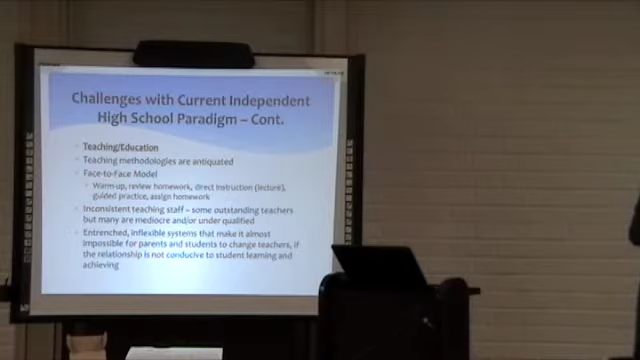 Challenges with Current Independent
High School Paradigm – Cont.
Teaching/Education
Teaching methodologies are antiquated
Face-to-Face Model
Warm-up, review homework, direct instruction (lecture),
guided practice, assign homework
Inconsistent teaching staff – some outstanding teachers
but many are mediocre and/or under qualified
Entrenched, inflexible systems that make it almost
impossible for parents and students to change teachers, if
the relationship is not conducive to student learning and
achieving